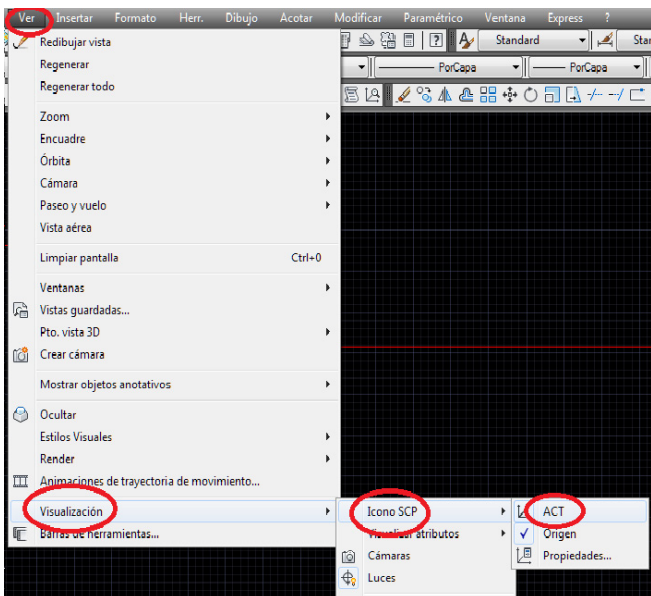 Ver Insertar Formato Herr. Dibujo Acotar Modificar Paramétrico Ventana Express ?
Standard
PorCapa PorCapa
Redibujar vista
Regenerar
Regenerar todo
Zoom
Encuadre
Órbita
Cámara
Paseo y vuelo
Vista aérea
Limpiar pantalla Ctrl+0
Ventanas
Vistas guardadas...
Pto. vista 3D
Crear cámara
Mostrar objetos anotativos
Ocultar
Estilos Visuales
Render
Animaciones de trayectoria de movimiento...
Visualización
Barras de herramientas...
Icono SCP
Visualizar atributos
Cámaras
Luces
ACT
Origen
Propiedades...